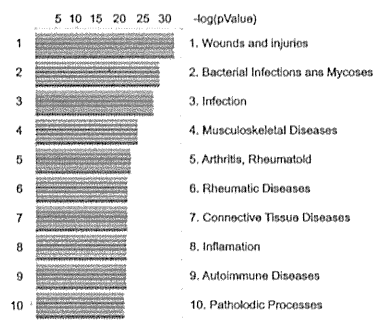 5 10 15 20 25 30 -log(pValue)
1 1. Wounds and injuries
2 2. Bacterial Infections ans Mycoses
3 3. Infection
4 4. Musculoskeletal Diseases
5 5. Arthritis, Rheumatold
6 6. Rheumatic Diseases
7 7. Connective Tissue Diseases
8 8. Inflamation
9 9. Autoimmune Diseases
10 10. Patholodic Processes